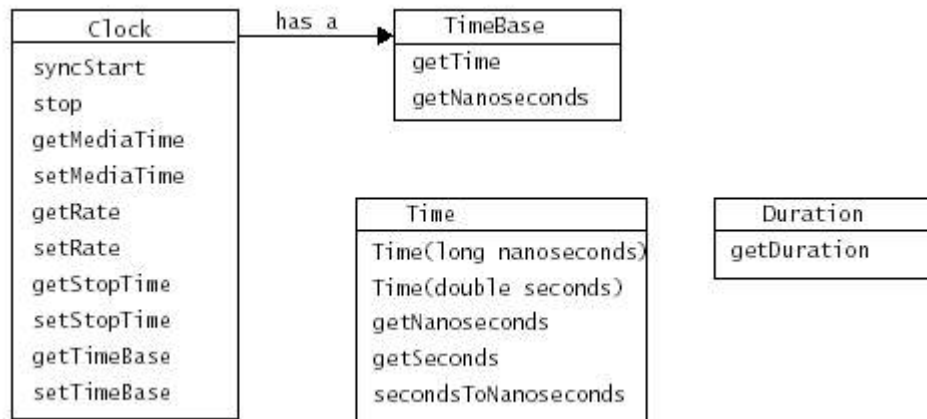 Clock
syncStart
stop
getMediaTime
setMediaTime
getRate
setRate
getStopTime
setStopTime
getTimeBase
setTimeBase
has a
TimeBase
getTime
getNanoseconds
Time
Time(long nanoseconds)
Time(double seconds)
getNanoseconds
getSeconds
secondsToNanoseconds
Duration
getDuration